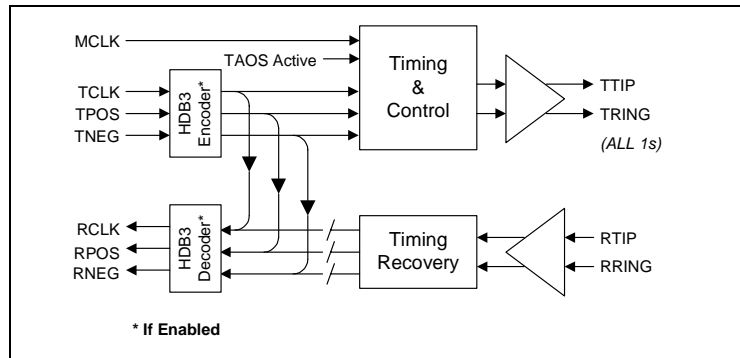 MCLK
TAOS Active
TCLK
TPOS
TNEG
HDB3
Encoder*
Timing
&
Control
TTIP
TRING
(ALL 1s)
RCLK
RPOS
RNEG
HDB3
Decoder*
Timing
Recovery
RTIP
RRING
* If Enabled